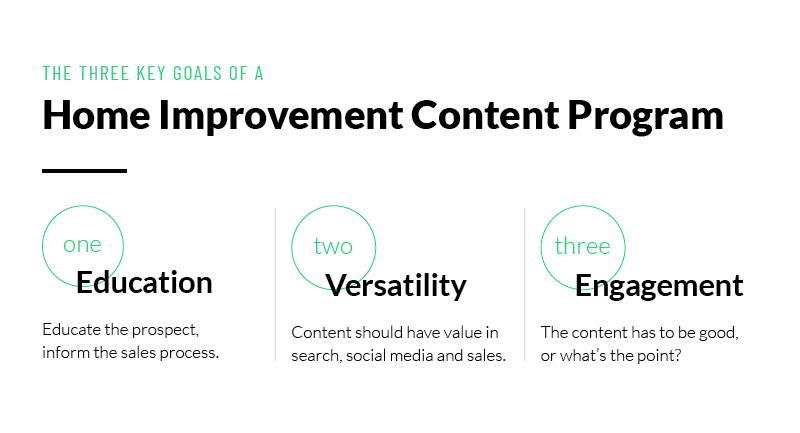 THE THREE KEY GOALS OF A
Home Improvement Content Program
one
Education
Educate the prospect,
inform the sales process.
two
Versatility
Content should have value in
search, social media and sales.
three
Engagement
The content has to be good,
or what’s the point?